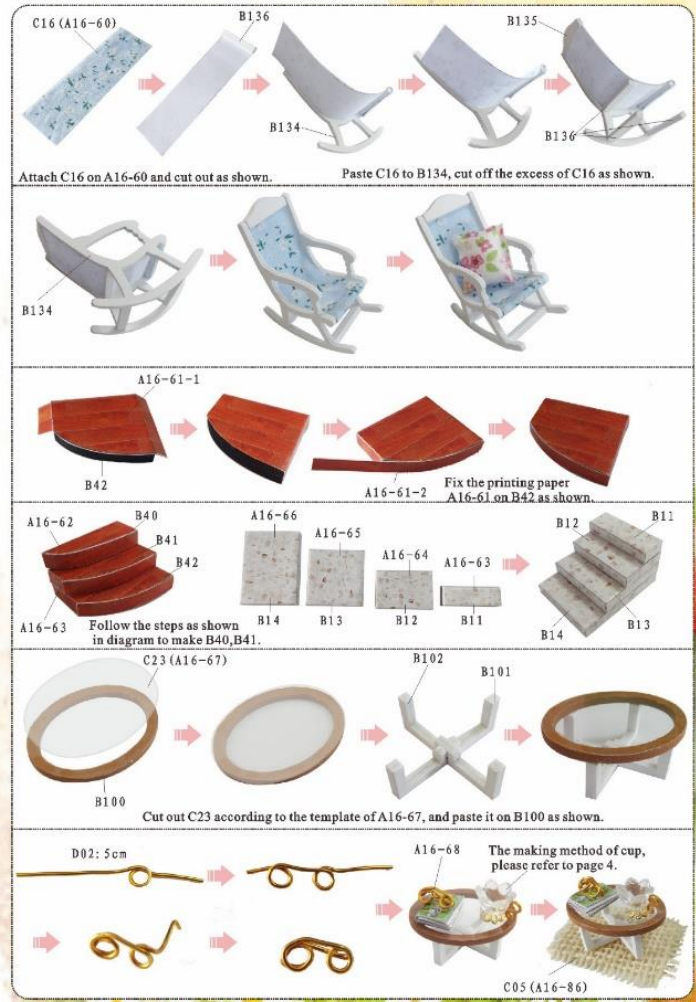 C16(A16-60)
B136
B135
B134
B136
Attach C16 on A16-60 and cut out as shown.
Paste C16 to B134, cut off the excess of C16 as shown.
B134
A16-61-1
B42
A16-61-2
Fix the printing paper
A16-61 on B42 as shown.
A16-62
B40
B41
B42
A16-63
Follow the steps as shown
in diagram to make B40,B41.
A16-66
A16-65
A16-64
A16-63
B14
B13
B12
B11
B11
B12
B14
B13
C23(A16-67)
B100
B102
B101
Cut out C23 according to the template of A16-67, and paste it on B100 as shown.
D02:5cm
A16-68
The making method of cup,
please refer to page 4.
C05(A16-86)